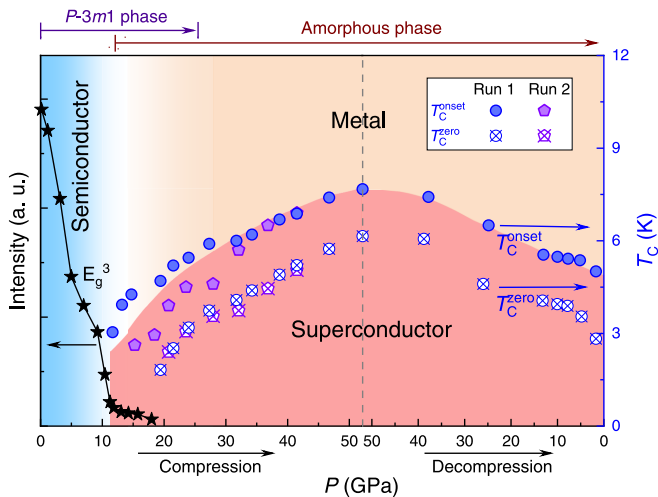 P-3m1 phase
Amorphous phase
12
9
6
3
0
T_C (K)
Intensity (a. u.)
Semiconductor
Metal
Superconductor
E_g^3
Run 1 Run 2
T_C^onset
T_C^zero
T_C^onset
T_C^zero
0 10 20 30 40 50 50 40 30 20 10 0
Compression
Decompression
P (GPa)